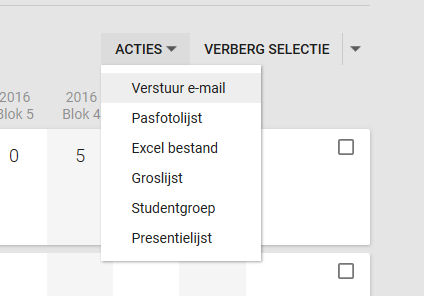 ACTIES VERBERG SELECTIE
2016 2016
Blok 5 Blok 4
0 5
Verstuur e-mail
Pasfotolijst
Excel bestand
Groslijst
Studentgroep
Presentielijst